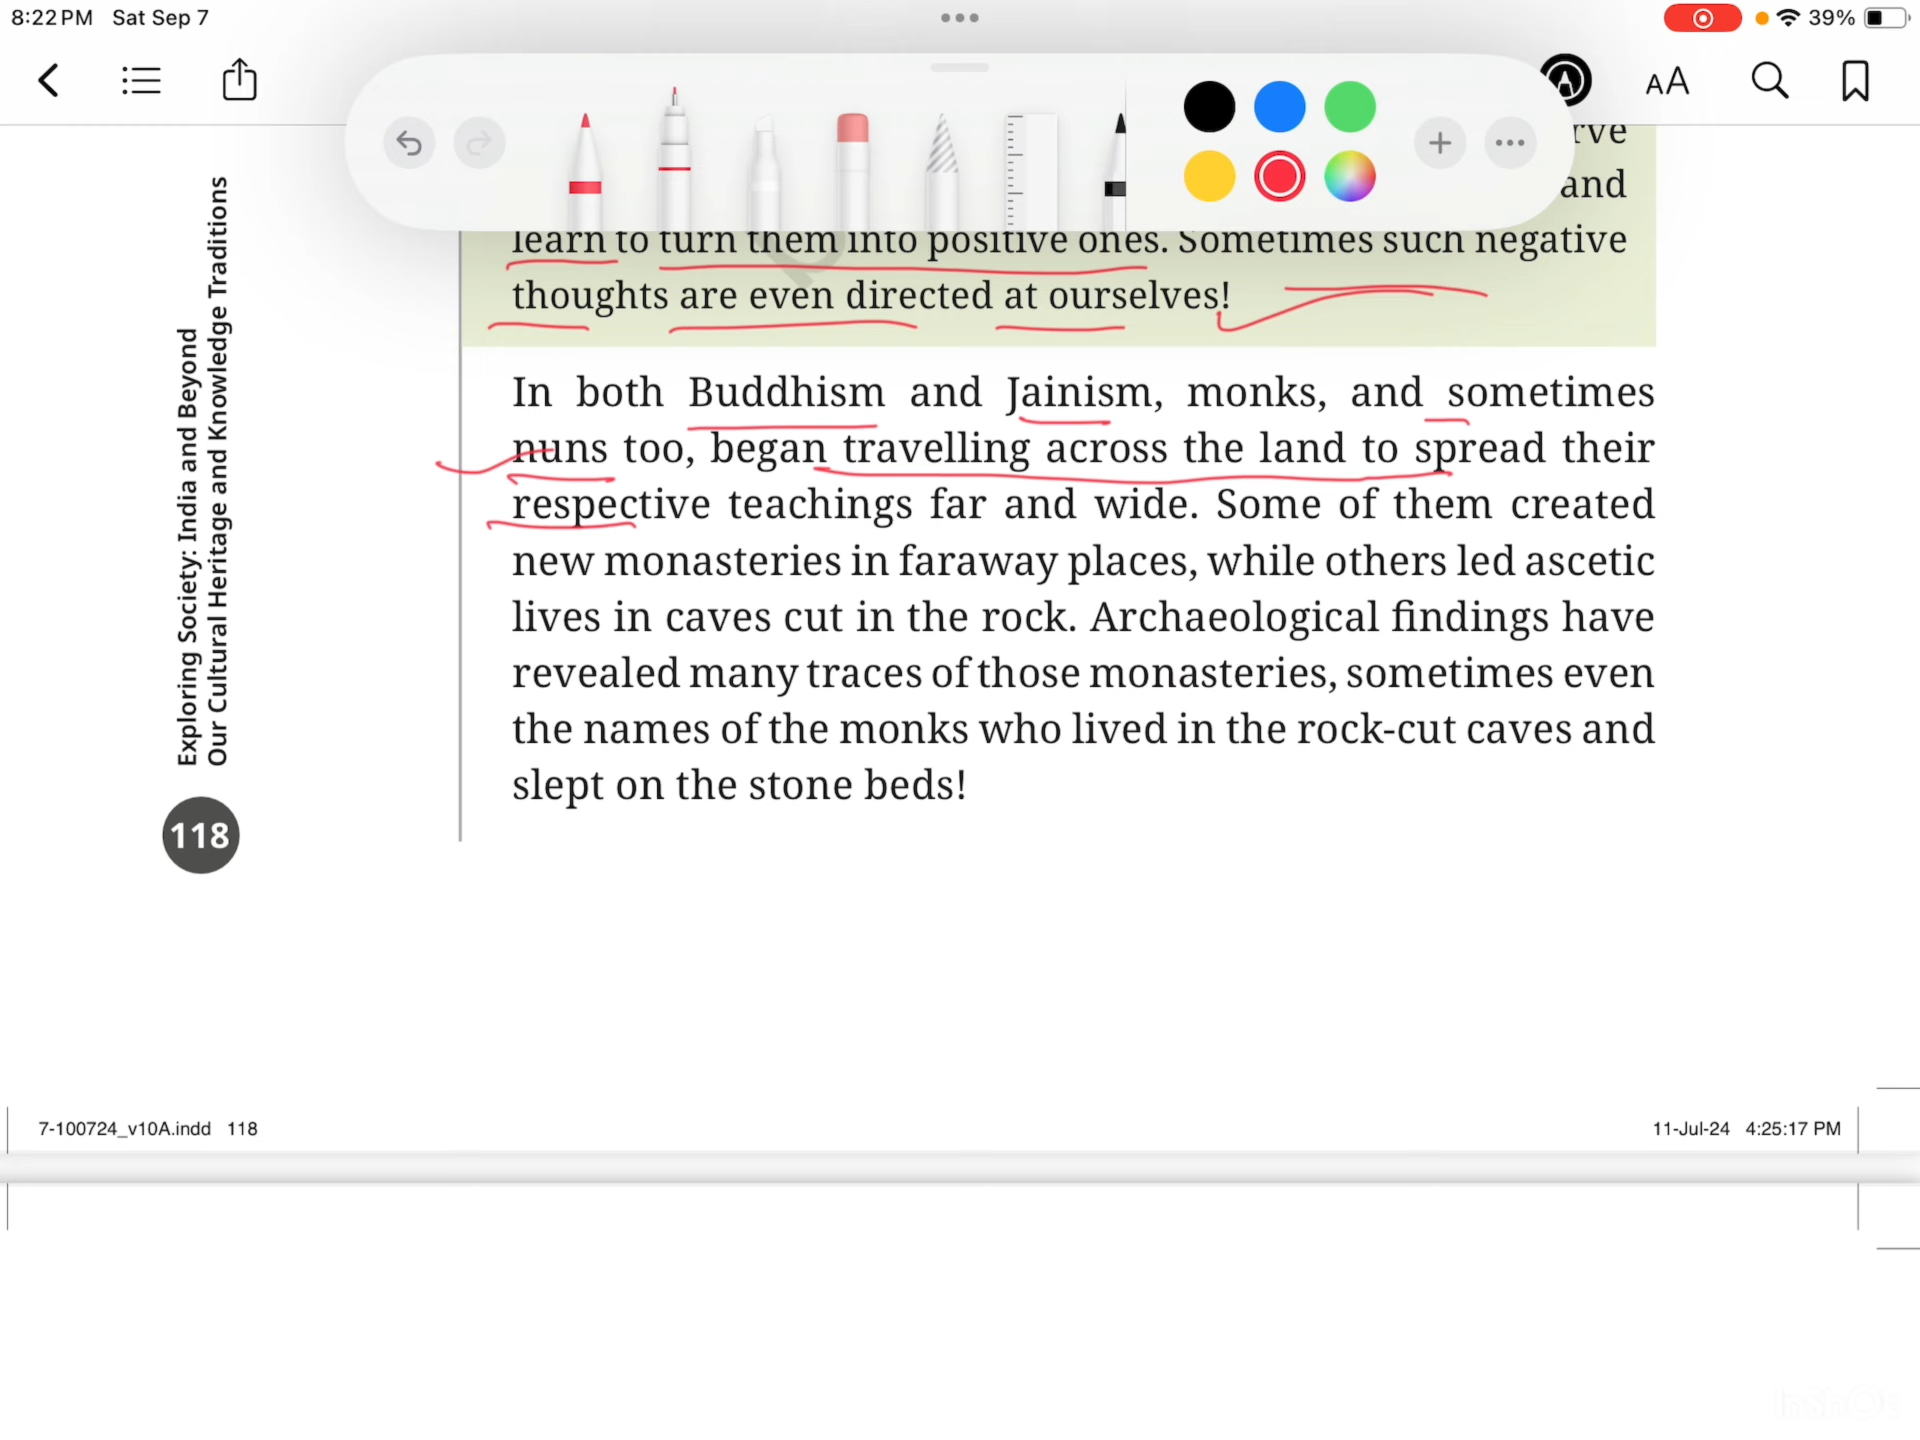 8:22 PM Sat Sep 7
39%
AA
rve
and
learn to turn them into positive ones. Sometimes such negative
thoughts are even directed at ourselves!
In both Buddhism and Jainism, monks, and sometimes
nuns too, began travelling across the land to spread their
respective teachings far and wide. Some of them created
new monasteries in faraway places, while others led ascetic
lives in caves cut in the rock. Archaeological findings have
revealed many traces of those monasteries, sometimes even
the names of the monks who lived in the rock-cut caves and
slept on the stone beds!
Exploring Society: India and Beyond
Our Cultural Heritage and Knowledge Traditions
118
7-100724_v10A.indd 118
11-Jul-24 4:25:17 PM